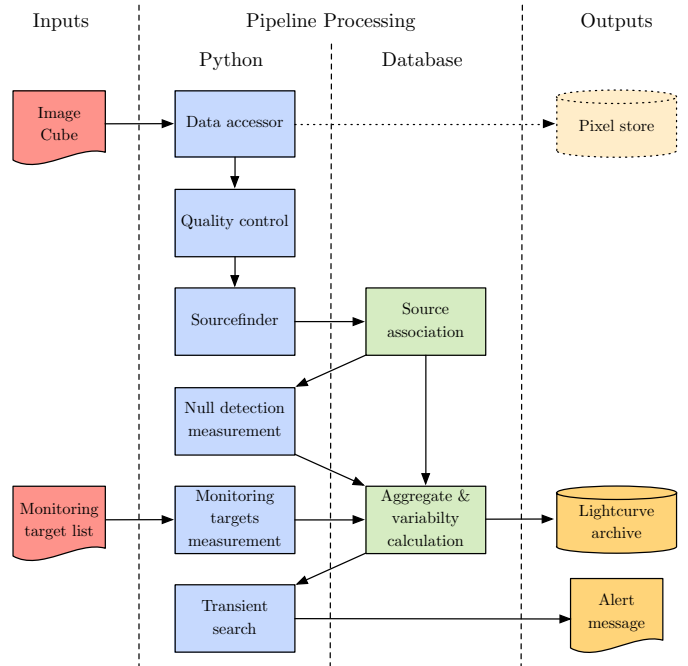 Inputs
Pipeline Processing
Outputs
Python
Database
Image
Cube
Data accessor
Pixel store
Quality control
Sourcefinder
Source
association
Null detection
measurement
Monitoring
target list
Monitoring
targets
measurement
Aggregate &
variabilty
calculation
Lightcurve
archive
Transient
search
Alert
message